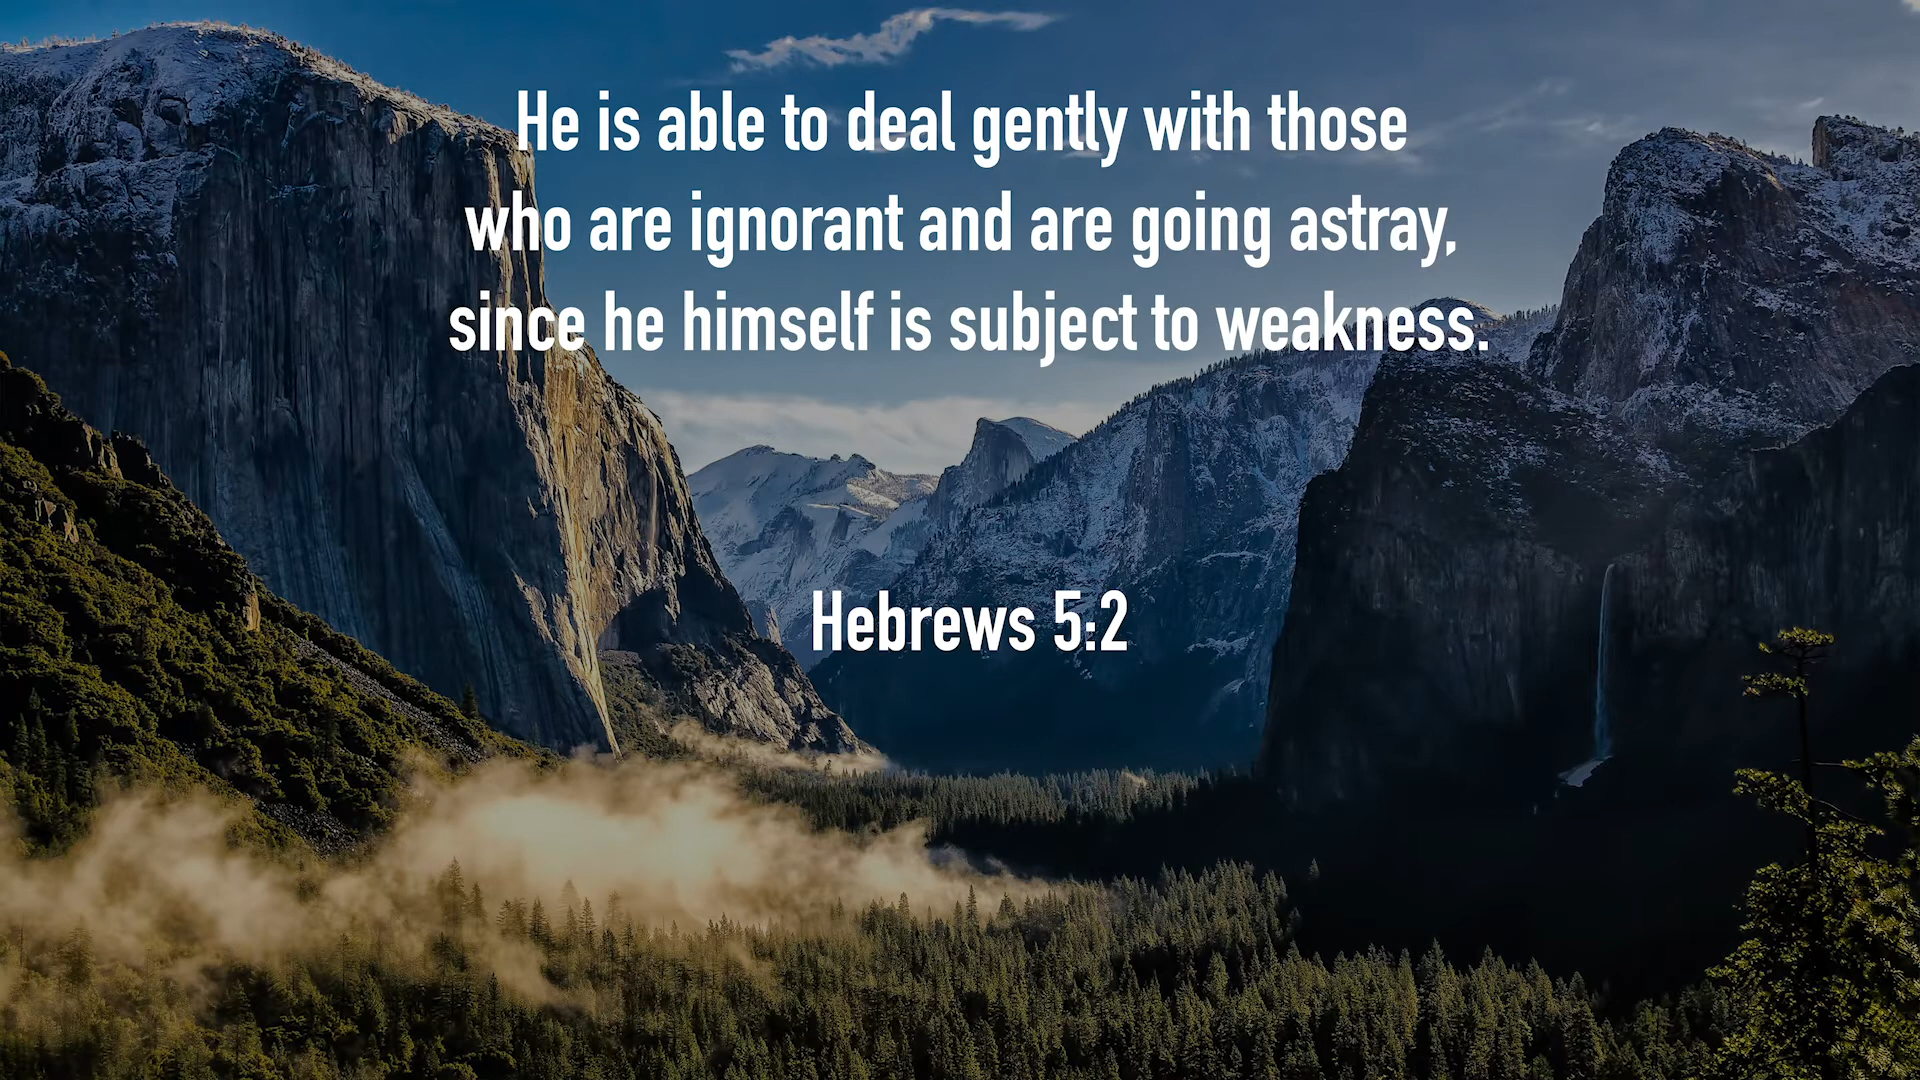 He is able to deal gently with those
who are ignorant and are going astray,
since he himself is subject to weakness.
Hebrews 5:2